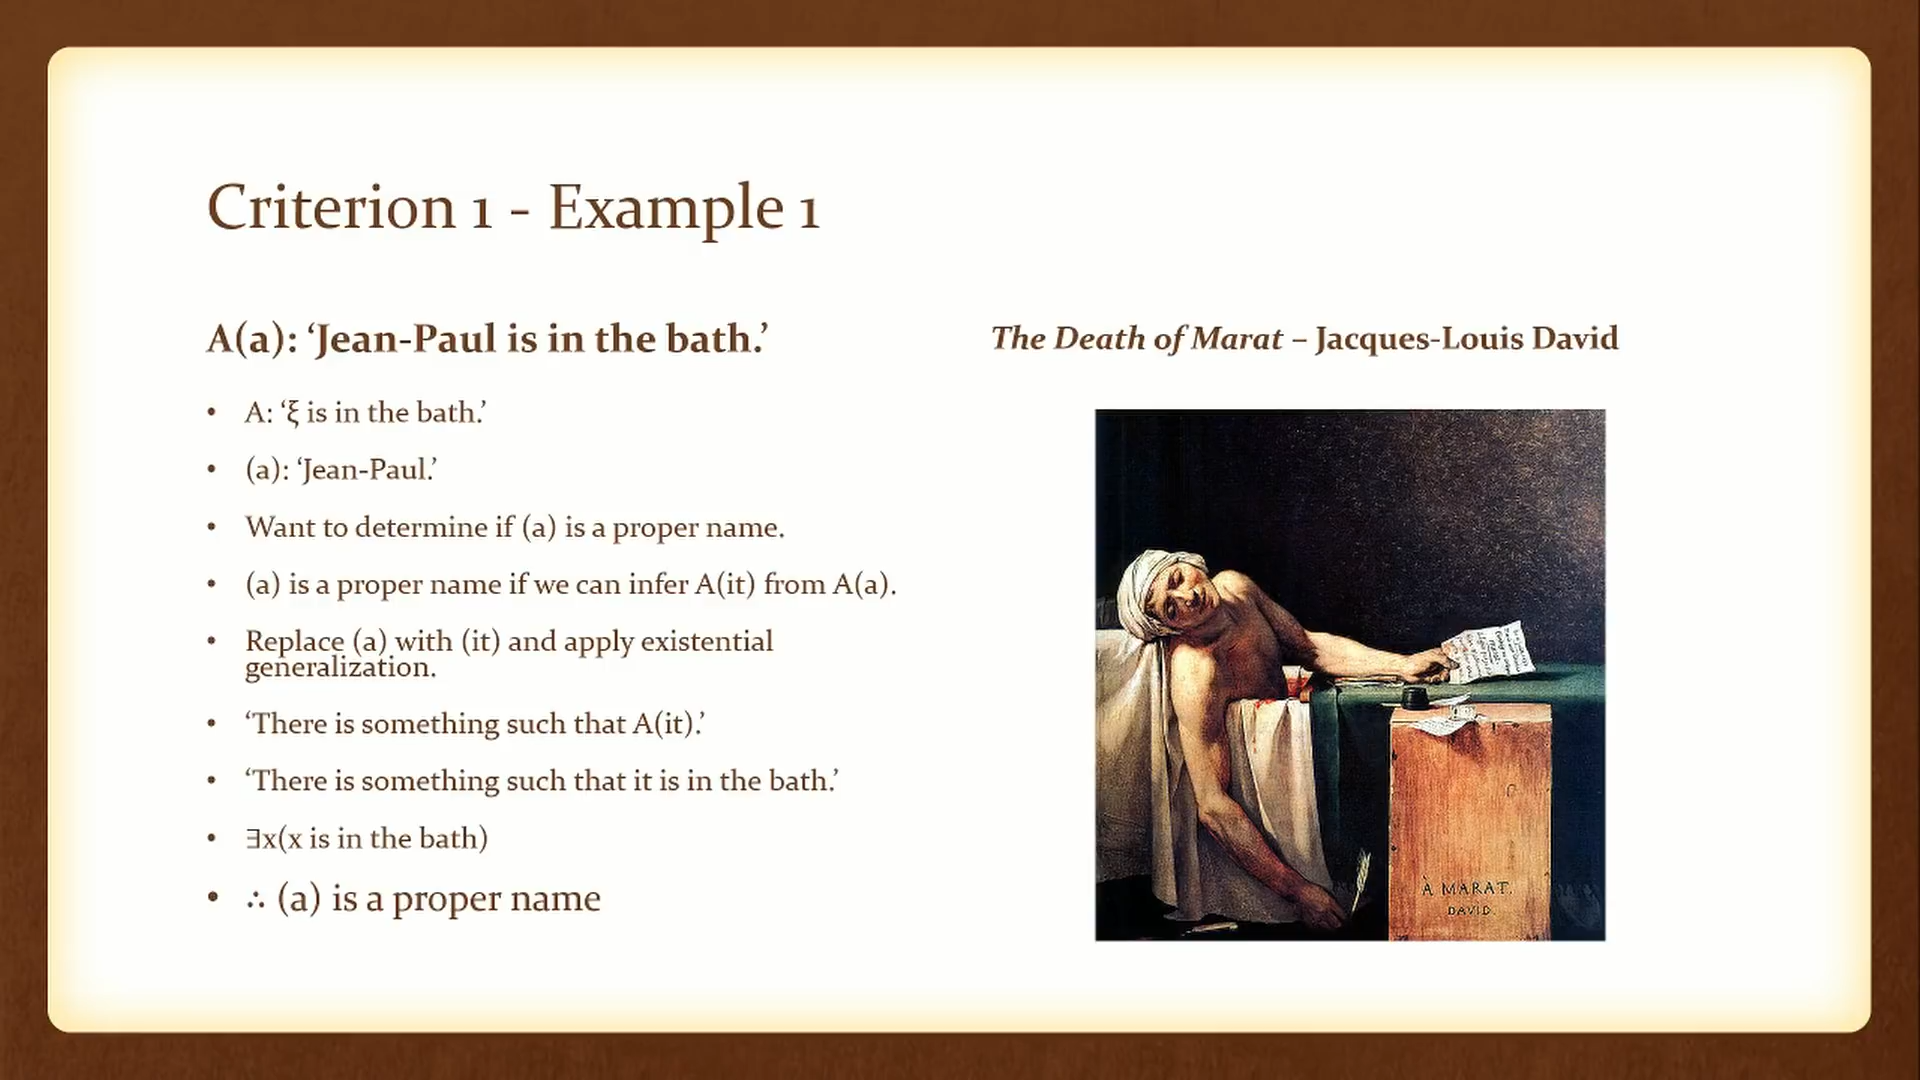 Criterion 1 - Example 1
A(a): ‘Jean-Paul is in the bath.’
• A: ‘ξ is in the bath.’
• (a): ‘Jean-Paul.’
• Want to determine if (a) is a proper name.
• (a) is a proper name if we can infer A(it) from A(a).
• Replace (a) with (it) and apply existential
generalization.
• ‘There is something such that A(it).’
• ‘There is something such that it is in the bath.’
• ∃x(x is in the bath)
• ∴ (a) is a proper name
The Death of Marat – Jacques-Louis David
À MARAT.
DAVID.